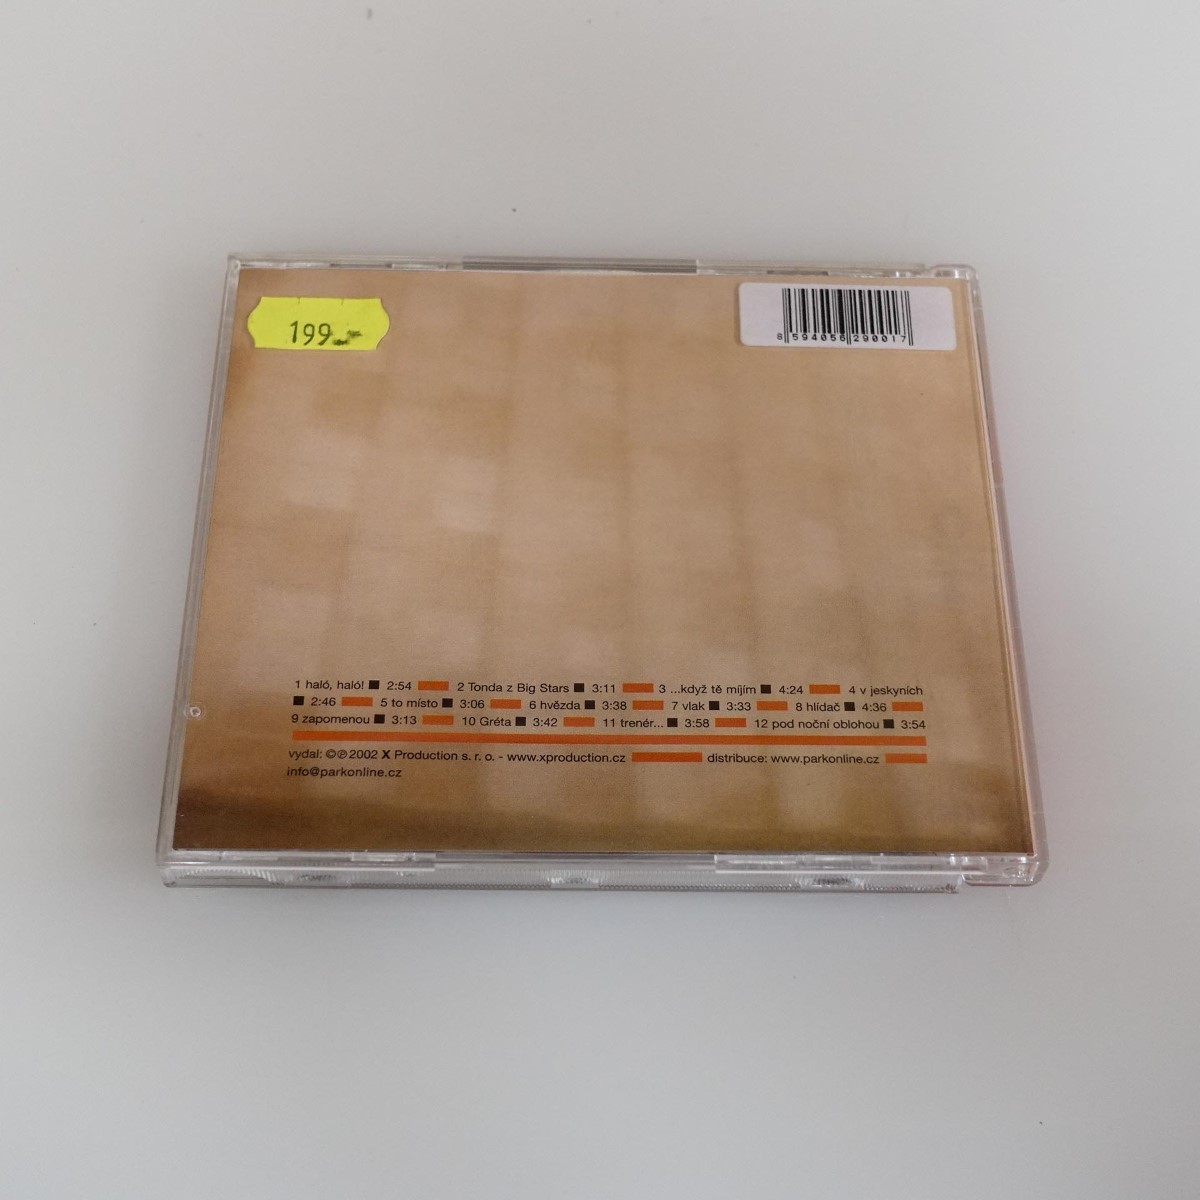 199
8 594056 290017
1 haló, haló! 2:54 2 Tonda z Big Stars 3:11 3 ...když tě míjím 4:24 4 v jeskyních
2:46 5 to místo 3:06 6 hvězda 3:38 7 vlak 3:33 8 hlídač 4:36
9 zapomenou 3:13 10 Gréta 3:42 11 trenér... 3:58 12 pod noční oblohou 3:54
vydal: ©℗2002 X Production s. r. o. - www.xproduction.cz distribuce: www.parkonline.cz
info@parkonline.cz